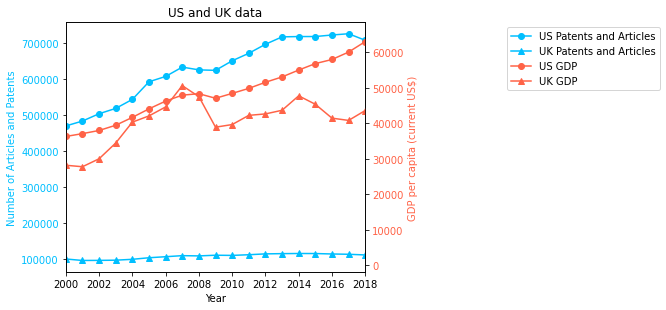 US and UK data
Number of Articles and Patents
700000
600000
500000
400000
300000
200000
100000
60000
50000
40000
30000
20000
10000
0
GDP per capita (current US$)
2000 2002 2004 2006 2008 2010 2012 2014 2016 2018
Year
US Patents and Articles
UK Patents and Articles
US GDP
UK GDP